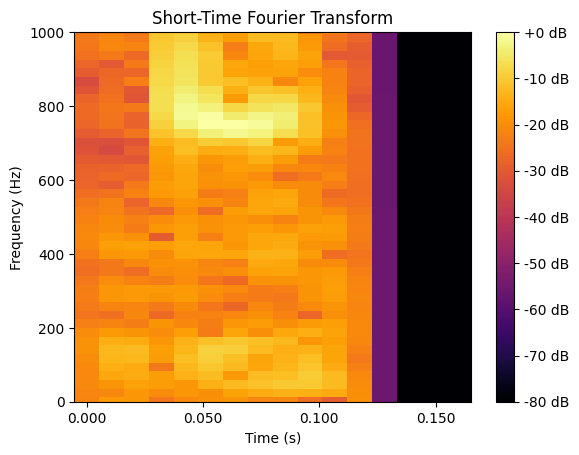 Short-Time Fourier Transform
1000
800
600
400
200
0
Frequency (Hz)
0.000
0.050
0.100
0.150
Time (s)
+0 dB
-10 dB
-20 dB
-30 dB
-40 dB
-50 dB
-60 dB
-70 dB
-80 dB